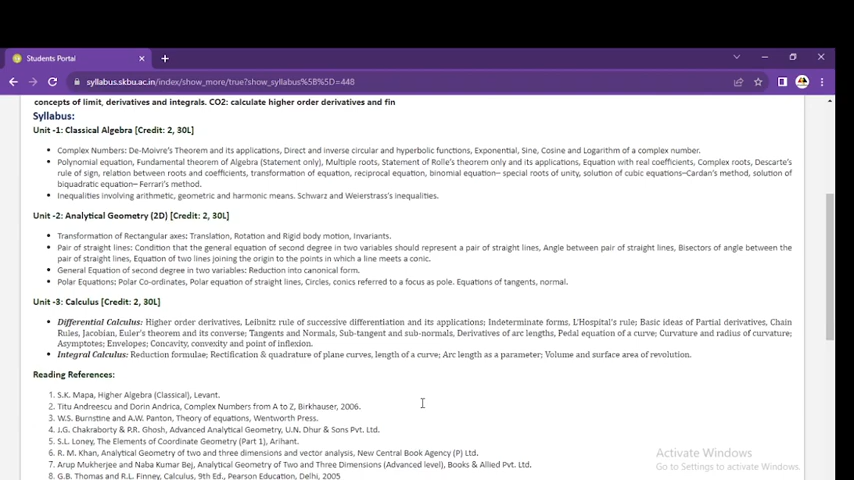 Students Portal
syllabus.skbu.ac.in/index/show_more/true?show_syllabus%5B%5D=448
concepts of limit, derivatives and integrals. CO2: calculate higher order derivatives and fin
Syllabus:
Unit -1: Classical Algebra [Credit: 2, 30L]
Complex Numbers: De-Moivre's Theorem and its applications, Direct and inverse circular and hyperbolic functions, Exponential, Sine, Cosine and Logarithm of a complex number.
Polynomial equation, Fundamental theorem of Algebra (Statement only), Multiple roots, Statement of Rolle's theorem only and its applications, Equation with real coefficients, Complex roots, Descarte's
rule of sign, relation between roots and coefficients, transformation of equation, reciprocal equation, binomial equation– special roots of unity, solution of cubic equations–Cardan's method, solution of
biquadratic equation– Ferrari's method.
Inequalities involving arithmetic, geometric and harmonic means. Schwarz and Weierstrass's inequalities.
Unit -2: Analytical Geometry (2D) [Credit: 2, 30L]
Transformation of Rectangular axes: Translation, Rotation and Rigid body motion, Invariants.
Pair of straight lines: Condition that the general equation of second degree in two variables should represent a pair of straight lines, Angle between pair of straight lines, Bisectors of angle between the
pair of straight lines, Equation of two lines joining the origin to the points in which a line meets a conic.
General Equation of second degree in two variables: Reduction into canonical form.
Polar Equations: Polar Co-ordinates, Polar equation of straight lines, Circles, conics referred to a focus as pole. Equations of tangents, normal.
Unit -3: Calculus [Credit: 2, 30L]
Differential Calculus: Higher order derivatives, Leibnitz rule of successive differentiation and its applications; Indeterminate forms, L'Hospital's rule; Basic ideas of Partial derivatives, Chain
Rules, Jacobian, Euler's theorem and its converse; Tangents and Normals, Sub-tangent and sub-normals, Derivatives of arc lengths, Pedal equation of a curve; Curvature and radius of curvature;
Asymptotes; Envelopes; Concavity, convexity and point of inflexion.
Integral Calculus: Reduction formulae; Rectification & quadrature of plane curves, length of a curve; Arc length as a parameter; Volume and surface area of revolution.
Reading References:
1. S.K. Mapa, Higher Algebra (Classical), Levant.
2. Titu Andreescu and Dorin Andrica, Complex Numbers from A to Z, Birkhauser, 2006.
3. W.S. Burnstine and A.W. Panton, Theory of equations, Wentworth Press.
4. J.G. Chakraborty & P.R. Ghosh, Advanced Analytical Geometry, U.N. Dhur & Sons Pvt. Ltd.
5. S.L. Loney, The Elements of Coordinate Geometry (Part 1), Arihant.
6. R. M. Khan, Analytical Geometry of two and three dimensions and vector analysis, New Central Book Agency (P) Ltd.
7. Arup Mukherjee and Naba Kumar Bej, Analytical Geometry of Two and Three Dimensions (Advanced level), Books & Allied Pvt. Ltd.
8. G.B. Thomas and R.L. Finney, Calculus, 9th Ed., Pearson Education, Delhi, 2005
Activate Windows
Go to Settings to activate Windows.